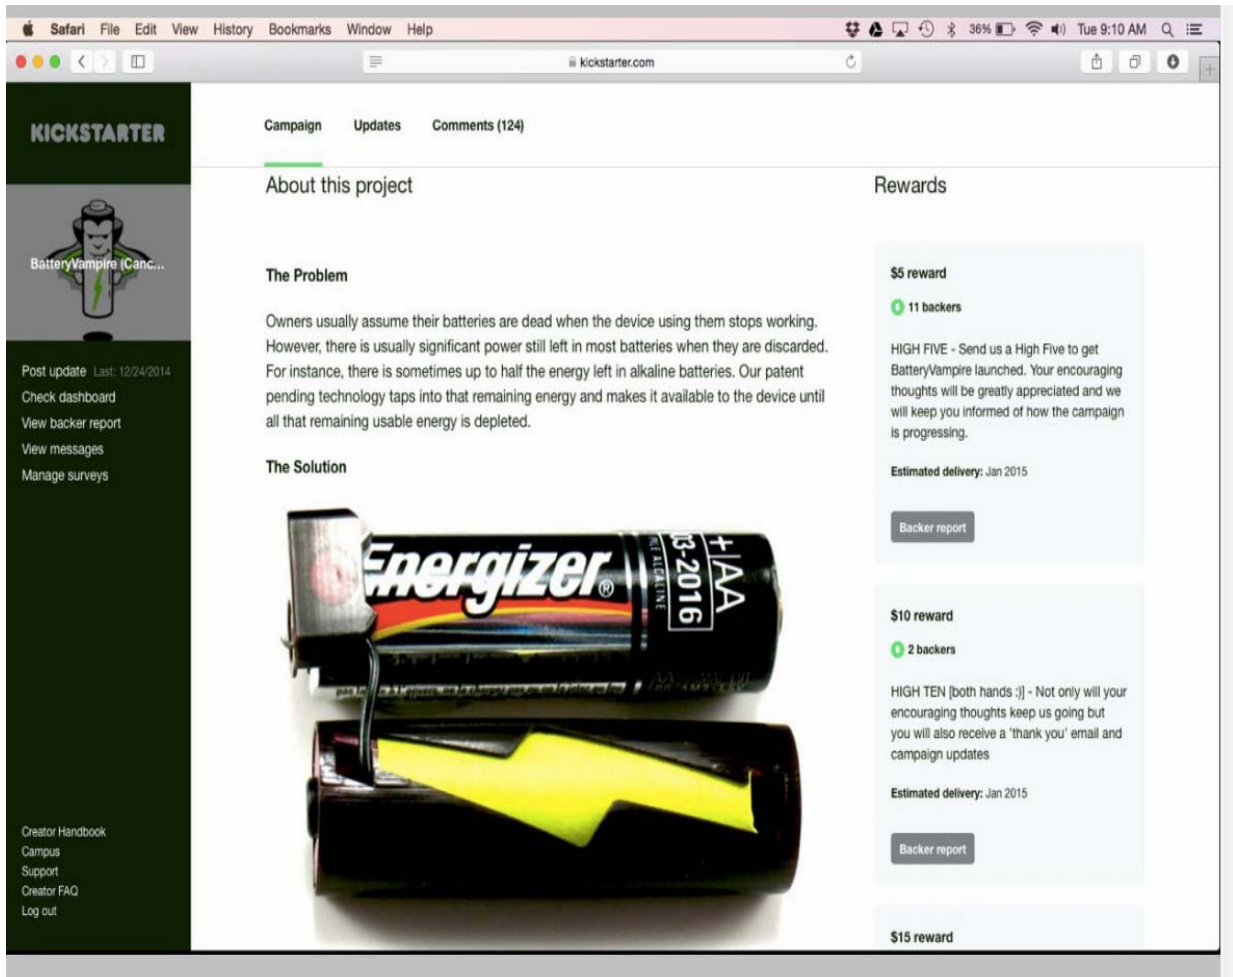 Safari File Edit View History Bookmarks Window Help
36% Tue 9:10 AM
kickstarter.com
KICKSTARTER
Campaign Updates Comments (124)
About this project
Rewards
BatteryVampire (Canc...
Post update Last: 12/24/2014
Check dashboard
View backer report
View messages
Manage surveys
The Problem
Owners usually assume their batteries are dead when the device using them stops working.
However, there is usually significant power still left in most batteries when they are discarded.
For instance, there is sometimes up to half the energy left in alkaline batteries. Our patent
pending technology taps into that remaining energy and makes it available to the device until
all that remaining usable energy is depleted.
The Solution
Energizer®
03-2016
+ AA
$5 reward
11 backers
HIGH FIVE - Send us a High Five to get
BatteryVampire launched. Your encouraging
thoughts will be greatly appreciated and we
will keep you informed of how the campaign
is progressing.
Estimated delivery: Jan 2015
Backer report
$10 reward
2 backers
HIGH TEN [both hands :)] - Not only will your
encouraging thoughts keep us going but
you will also receive a 'thank you' email and
campaign updates
Estimated delivery: Jan 2015
Backer report
$15 reward
Creator Handbook
Campus
Support
Creator FAQ
Log out